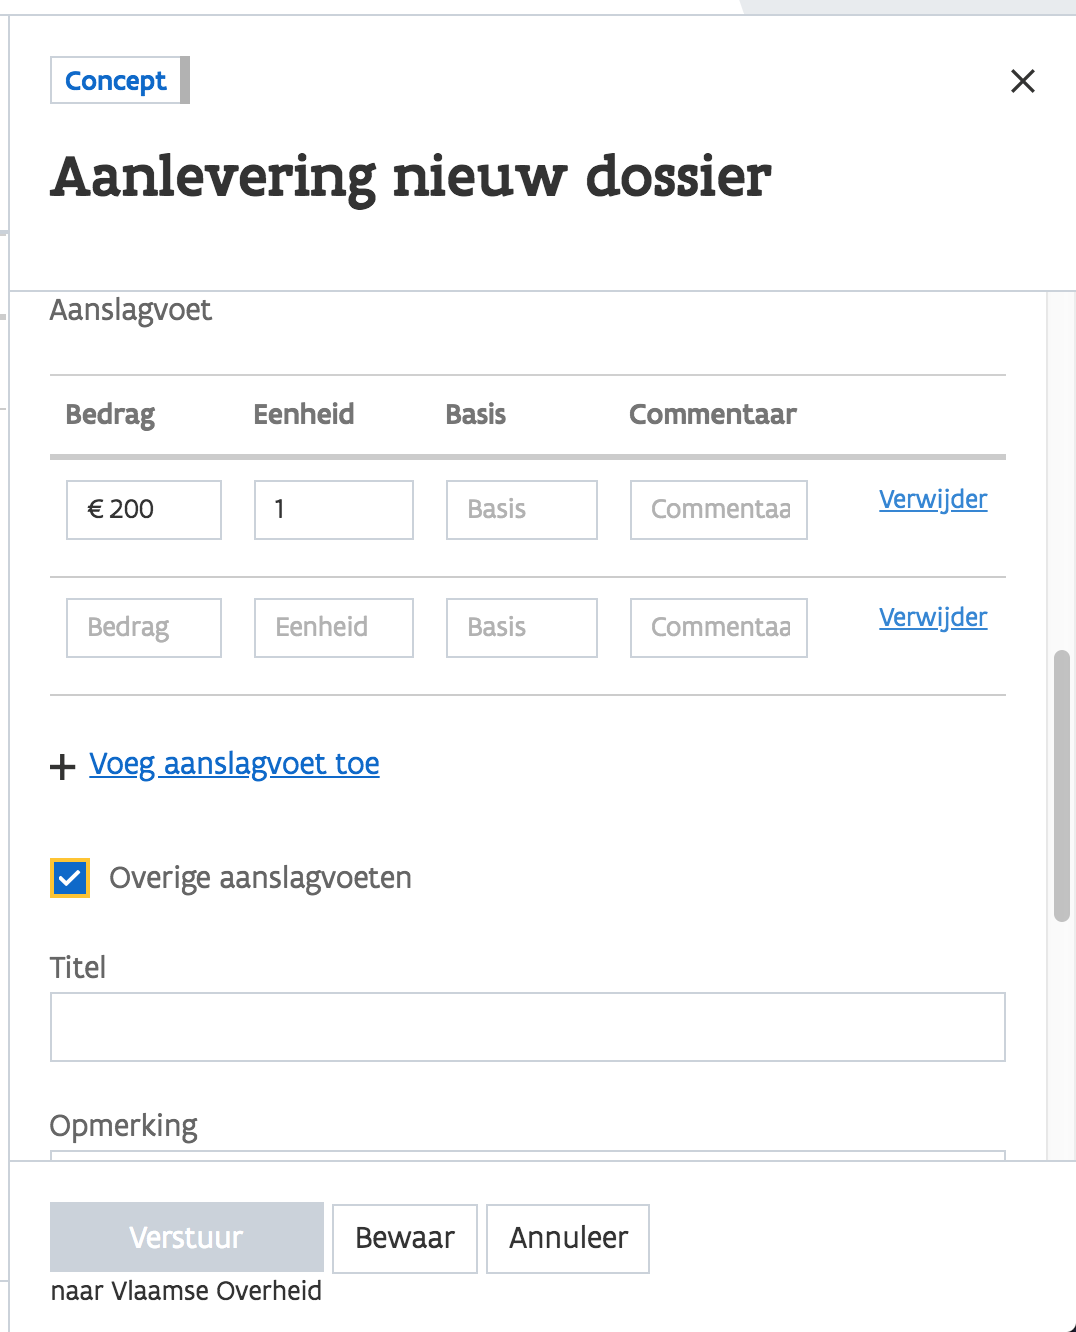 Concept
Aanlevering nieuw dossier
Aanslagvoet
Bedrag Eenheid Basis Commentaar
€ 200 1 Basis Commentaa Verwijder
Bedrag Eenheid Basis Commentaa Verwijder
+ Voeg aanslagvoet toe
Overige aanslagvoeten
Titel
Opmerking
Verstuur Bewaar Annuleer
naar Vlaamse Overheid